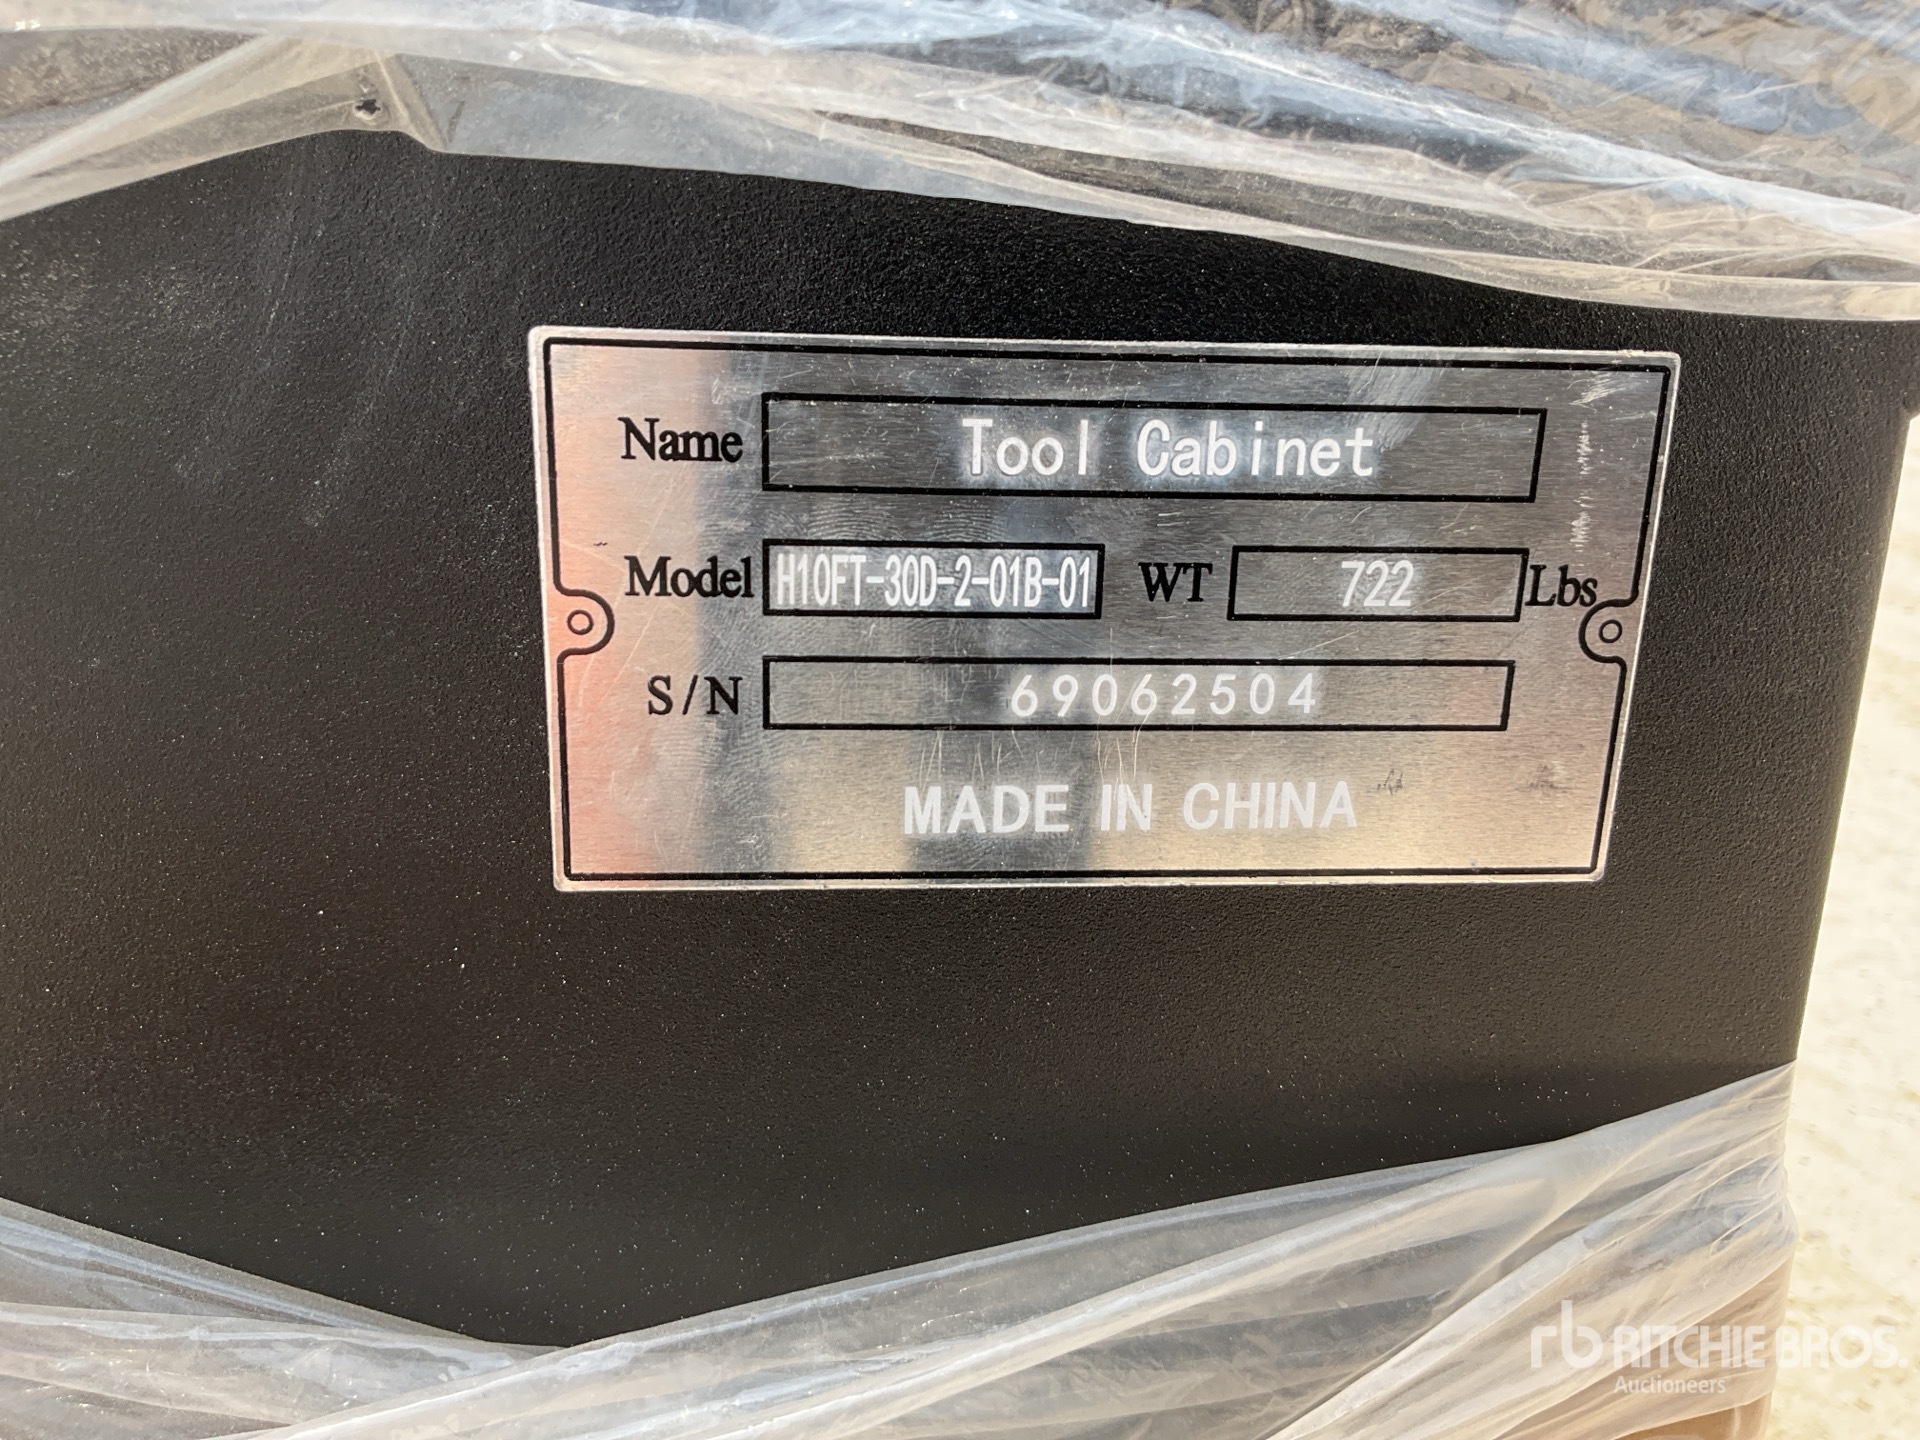 Name Tool Cabinet
Model H10FT-30D-2-01B-01 WT 722 Lbs
S/N 69062504
MADE IN CHINA
rb RITCHIE BROS.
Auctioneers